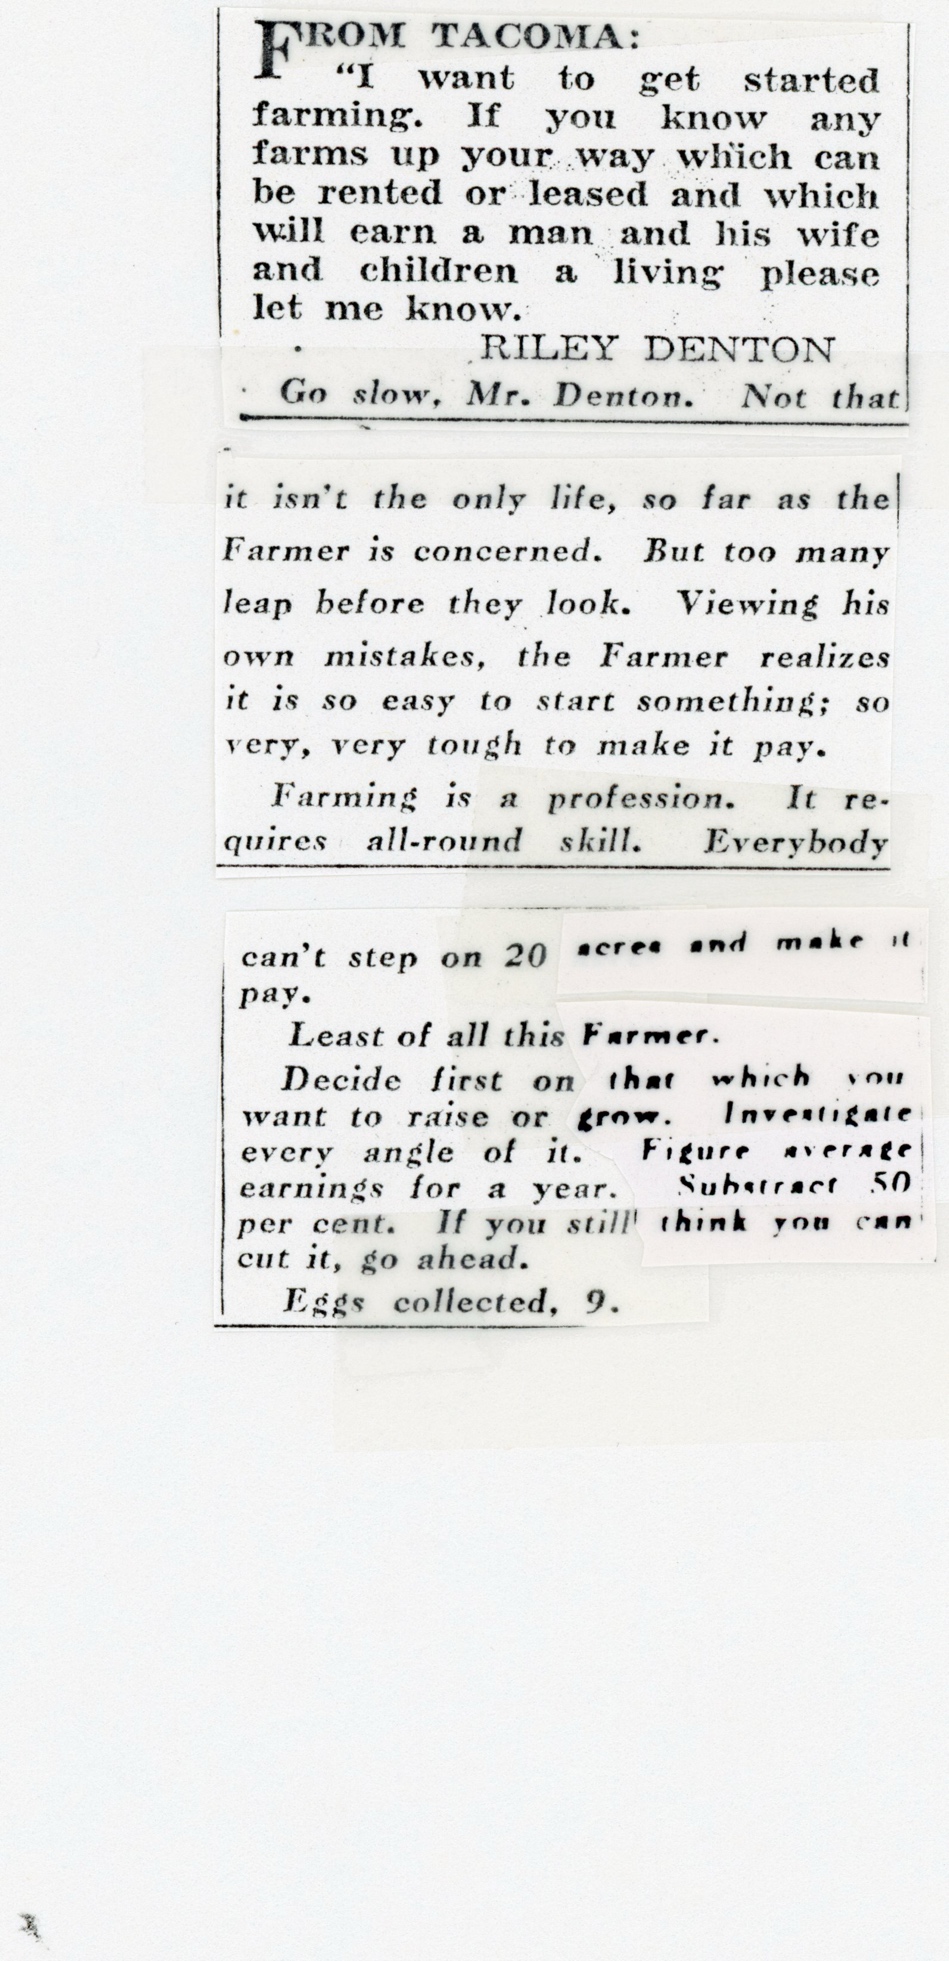 FROM TACOMA:
"I want to get started
farming. If you know any
farms up your way which can
be rented or leased and which
will earn a man and his wife
and children a living please
let me know.
RILEY DENTON
Go slow, Mr. Denton. Not that
it isn't the only life, so far as the
Farmer is concerned. But too many
leap before they look. Viewing his
own mistakes, the Farmer realizes
it is so easy to start something; so
very, very tough to make it pay.
Farming is a profession. It re-
quires all-round skill. Everybody
can't step on 20 acres and make it
pay.
Least of all this Farmer.
Decide first on that which you
want to raise or grow. Investigate
every angle of it. Figure average
earnings for a year. Substract 50
per cent. If you still think you can
cut it, go ahead.
Eggs collected, 9.